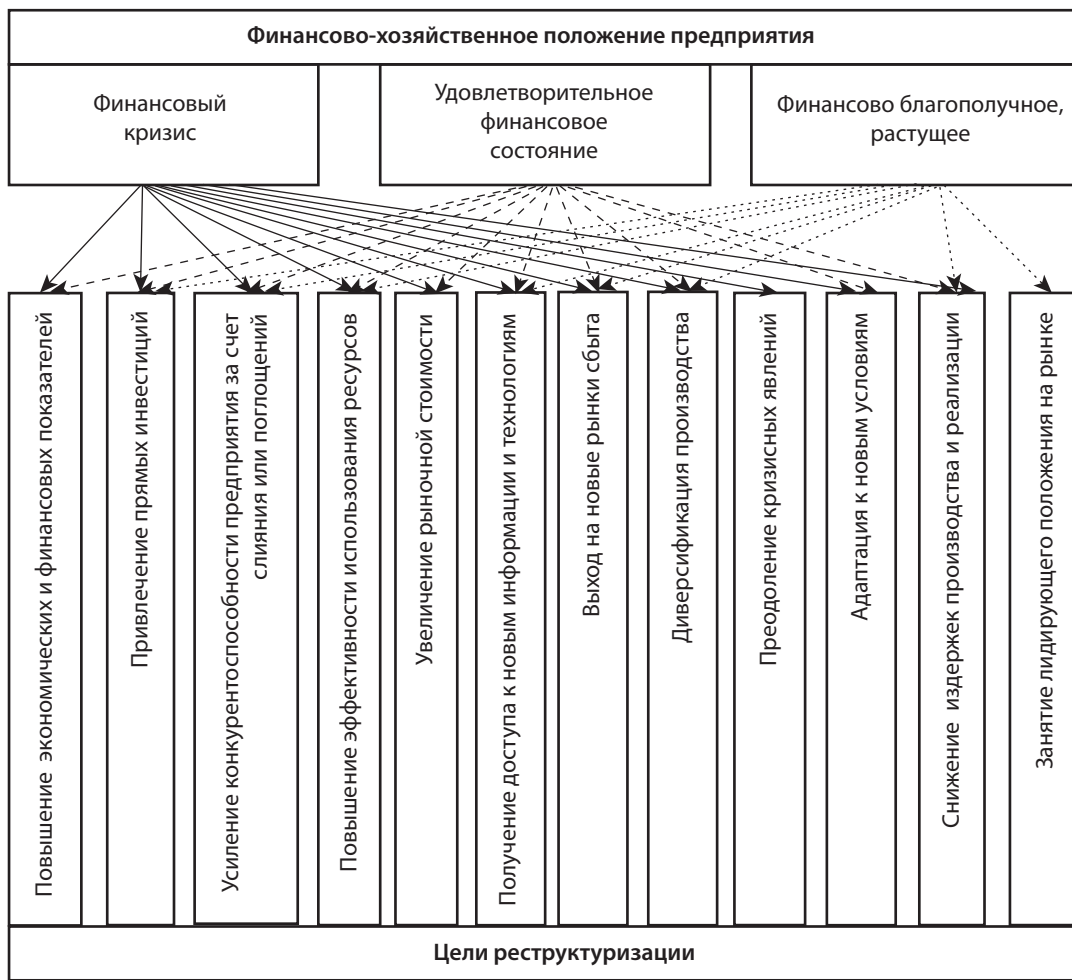 Финансово-хозяйственное положение предприятия
Финансовый
кризис
Удовлетворительное
финансовое
состояние
Финансово благополучное,
растущее
Повышение экономических и финансовых показателей
Привлечение прямых инвестиций
Усиление конкурентоспособности предприятия за счет
слияния или поглощений
Повышение эффективности использования ресурсов
Увеличение рыночной стоимости
Получение доступа к новым информации и технологиям
Выход на новые рынки сбыта
Диверсификация производства
Преодоление кризисных явлений
Адаптация к новым условиям
Снижение издержек производства и реализации
Занятие лидирующего положения на рынке
Цели реструктуризации